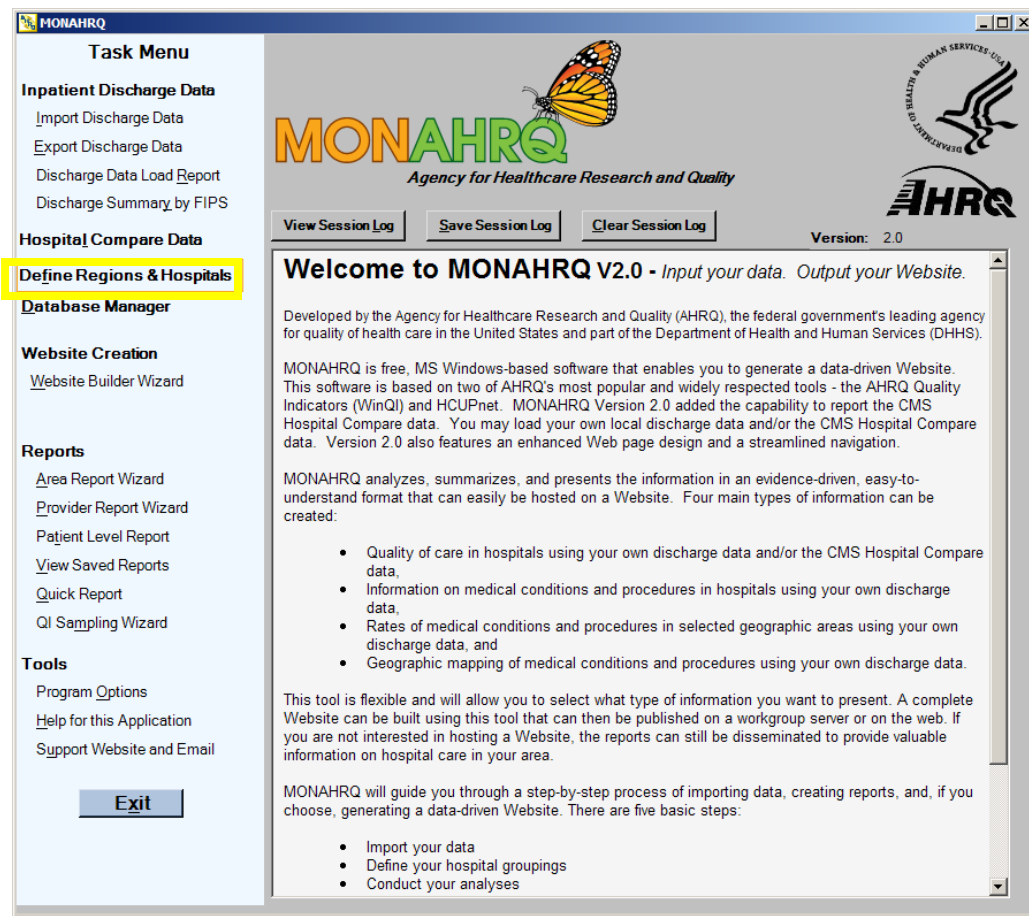 MONAHRQ
Task Menu
Inpatient Discharge Data
Import Discharge Data
Export Discharge Data
Discharge Data Load Report
Discharge Summary by FIPS
Hospital Compare Data
Define Regions & Hospitals
Database Manager
Website Creation
Website Builder Wizard
Reports
Area Report Wizard
Provider Report Wizard
Patient Level Report
View Saved Reports
Quick Report
QI Sampling Wizard
Tools
Program Options
Help for this Application
Support Website and Email
Exit
MONAHRQ
Agency for Healthcare Research and Quality
DEPARTMENT OF HEALTH & HUMAN SERVICES·USA
AHRQ
View Session Log
Save Session Log
Clear Session Log
Version: 2.0
Welcome to MONAHRQ V2.0 - Input your data. Output your Website.
Developed by the Agency for Healthcare Research and Quality (AHRQ), the federal government's leading agency
for quality of health care in the United States and part of the Department of Health and Human Services (DHHS).
MONAHRQ is free, MS Windows-based software that enables you to generate a data-driven Website.
This software is based on two of AHRQ's most popular and widely respected tools - the AHRQ Quality
Indicators (WinQI) and HCUPnet. MONAHRQ Version 2.0 added the capability to report the CMS
Hospital Compare data. You may load your own local discharge data and/or the CMS Hospital Compare
data. Version 2.0 also features an enhanced Web page design and a streamlined navigation.
MONAHRQ analyzes, summarizes, and presents the information in an evidence-driven, easy-to-
understand format that can easily be hosted on a Website. Four main types of information can be
created:
• Quality of care in hospitals using your own discharge data and/or the CMS Hospital Compare
data,
• Information on medical conditions and procedures in hospitals using your own discharge
data,
• Rates of medical conditions and procedures in selected geographic areas using your own
discharge data, and
• Geographic mapping of medical conditions and procedures using your own discharge data.
This tool is flexible and will allow you to select what type of information you want to present. A complete
Website can be built using this tool that can then be published on a workgroup server or on the web. If
you are not interested in hosting a Website, the reports can still be disseminated to provide valuable
information on hospital care in your area.
MONAHRQ will guide you through a step-by-step process of importing data, creating reports, and, if you
choose, generating a data-driven Website. There are five basic steps:
• Import your data
• Define your hospital groupings
• Conduct your analyses